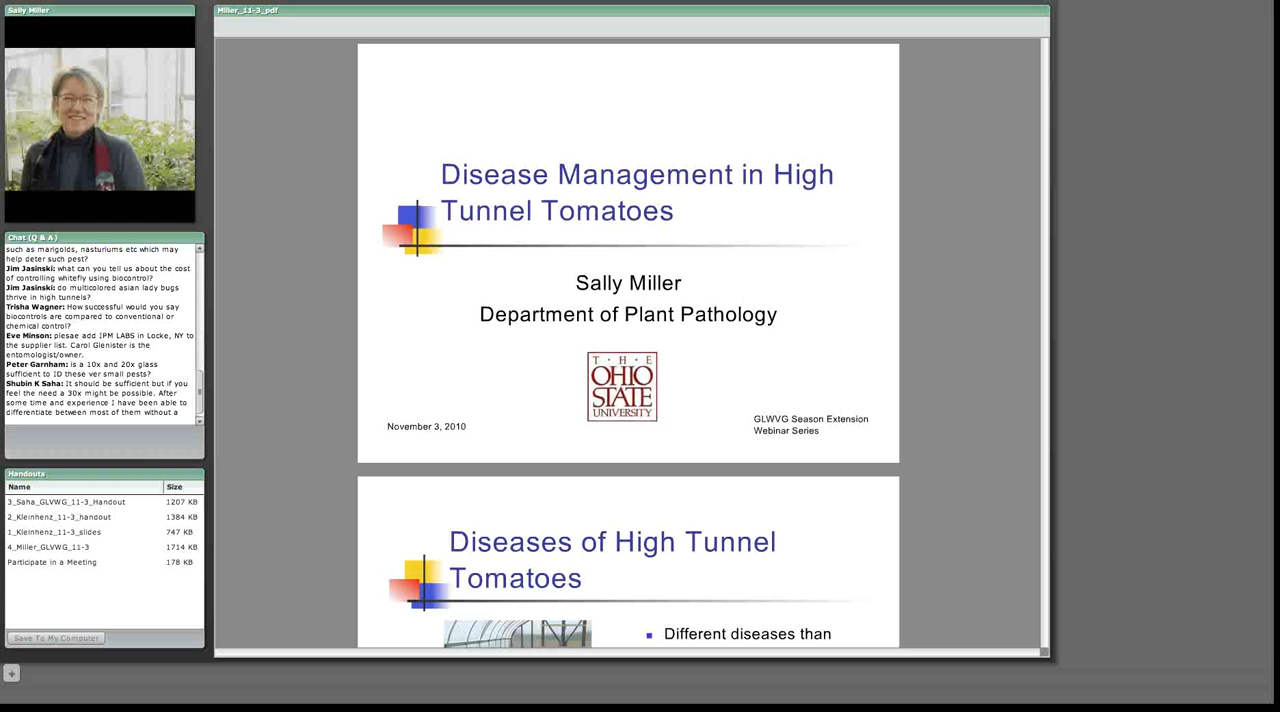 Sally Miller
Miller_11-3_pdf
Chat (Q & A)
such as marigolds, nasturiums etc which may
help deter such pest?
Jim Jasinski: what can you tell us about the cost
of controlling whitefly using biocontrol?
Jim Jasinski: do multicolored asian lady bugs
thrive in high tunnels?
Trisha Wagner: How successful would you say
biocontrols are compared to conventional or
chemical control?
Eve Minson: plesae add IPM LABS in Locke, NY to
the supplier list. Carol Glenister is the
entomologist/owner.
Peter Garnham: is a 10x and 20x glass
sufficient to ID these ver small pests?
Shubin K Saha: It should be sufficient but if you
feel the need a 30x might be possible. After
some time and experience I have been able to
differentiate between most of them without a
Handouts
Name Size
3_Saha_GLVWG_11-3_Handout 1207 KB
2_Kleinhenz_11-3_handout 1384 KB
1_Kleinhenz_11-3_slides 747 KB
4_Miller_GLVWG_11-3 1714 KB
Participate in a Meeting 178 KB
Save To My Computer
Disease Management in High
Tunnel Tomatoes
Sally Miller
Department of Plant Pathology
T · H · E
OHIO
STATE
UNIVERSITY
November 3, 2010
GLWVG Season Extension
Webinar Series
Diseases of High Tunnel
Tomatoes
Different diseases than